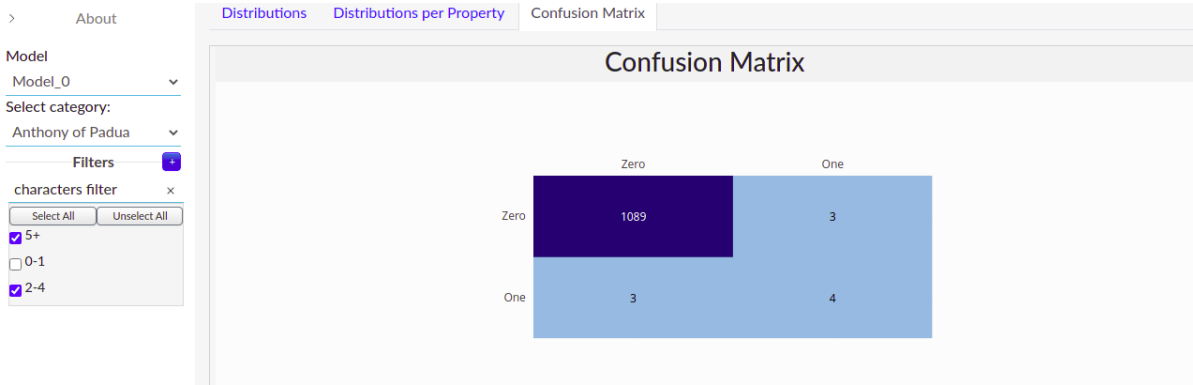 About
Model
Model_0
Select category:
Anthony of Padua
Filters +
characters filter ×
Select All Unselect All
5+
0-1
2-4
Distributions Distributions per Property Confusion Matrix
Confusion Matrix
Zero One
Zero 1089 3
One 3 4